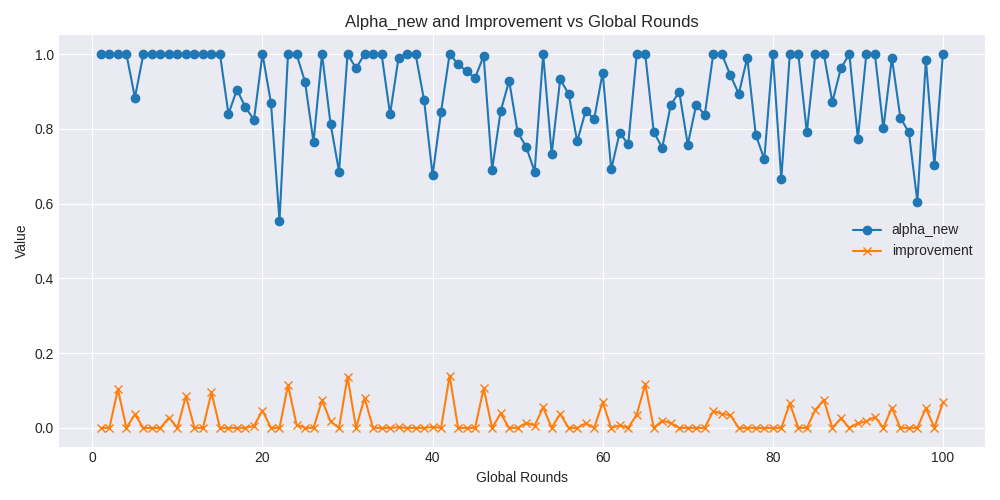 Alpha_new and Improvement vs Global Rounds
Value
1.0
0.8
0.6
0.4
0.2
0.0
alpha_new
improvement
0
20
40
60
80
100
Global Rounds